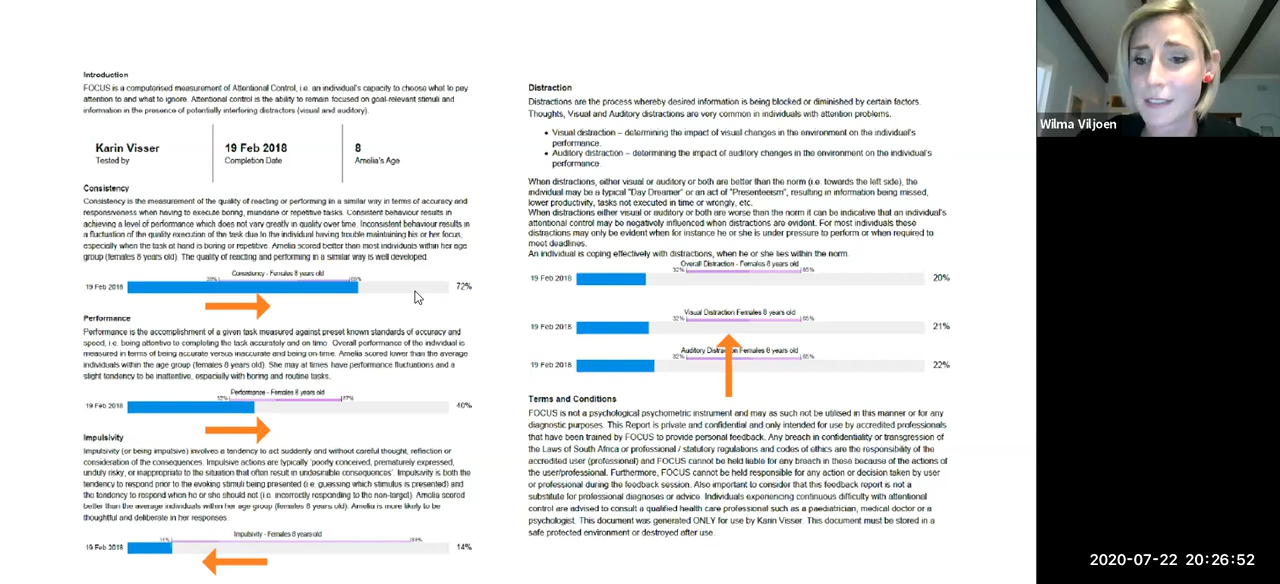 Introduction
FOCUS is a computerised measurement of Attentional Control, i.e. an individual's capacity to choose what to pay
attention to and what to ignore. Attentional control is the ability to remain focused on goal-relevant stimuli and
information in the presence of potentially interfering distractors (visual and auditory).
Karin Visser
Tested by
19 Feb 2018
Completion Date
8
Amelia's Age
Consistency
Consistency is the measurement of the quality of reacting or performing in a similar way in terms of accuracy and
responsiveness when having to execute boring, mundane or repetitive tasks. Consistent behaviour results in
achieving a level of performance which does not vary greatly in quality over time. Inconsistent behaviour results in
a fluctuation of the quality execution of the task due to the individual having trouble maintaining his or her focus,
especially when the task at hand is boring or repetitive. Amelia scored better than most individuals within her age
group (females 8 years old). The quality of reacting and performing in a similar way is well developed.
Consistency - Females 8 years old
19 Feb 2018
72%
Performance
Performance is the accomplishment of a given task measured against preset known standards of accuracy and
speed, i.e. being attentive to completing the task accurately and on time. Overall performance of the individual is
measured in terms of being accurate versus inaccurate and being on-time. Amelia scored lower than the average
individuals within the age group (females 8 years old). She may at times have performance fluctuations and a
slight tendency to be inattentive, especially with boring and routine tasks.
Performance - Females 8 years old
19 Feb 2018
40%
Impulsivity
Impulsivity (or being impulsive) involves a tendency to act suddenly and without careful thought, reflection or
consideration of the consequences. Impulsive actions are typically 'poorly conceived, prematurely expressed,
unduly risky, or inappropriate to the situation that often result in undesirable consequences'. Impulsivity is both the
tendency to respond prior to the evoking stimuli being presented (i.e. guessing which stimulus is presented) and
the tendency to respond when he or she should not (i.e. incorrectly responding to the non-target). Amelia scored
better than the average individuals within her age group (females 8 years old). Amelia is more likely to be
thoughtful and deliberate in her responses.
Impulsivity - Females 8 years old
19 Feb 2018
14%
Distraction
Distractions are the process whereby desired information is being blocked or diminished by certain factors.
Thoughts, Visual and Auditory distractions are very common in individuals with attention problems.
• Visual distraction – determining the impact of visual changes in the environment on the individual's
performance.
• Auditory distraction – determining the impact of auditory changes in the environment on the individual's
performance.
When distractions, either visual or auditory or both are better than the norm (i.e. towards the left side), the
individual may be a typical "Day Dreamer" or an act of "Presenteeism", resulting in information being missed,
lower productivity, tasks not executed in time or wrongly, etc.
When distractions either visual or auditory or both are worse than the norm it can be indicative that an individual's
attentional control may be negatively influenced when distractions are evident. For most individuals these
distractions may only be evident when for instance he or she is under pressure to perform or when required to
meet deadlines.
An individual is coping effectively with distractions, when he or she lies within the norm.
Overall Distraction - Females 8 years old
32% 65%
19 Feb 2018
20%
Visual Distraction Females 8 years old
32% 65%
19 Feb 2018
21%
Auditory Females 8 years old
32% 65%
19 Feb 2018
22%
Terms and Conditions
FOCUS is not a psychological psychometric instrument and may as such not be utilised in this manner or for any
diagnostic purposes. This Report is private and confidential and only intended for use by accredited professionals
that have been trained by FOCUS to provide personal feedback. Any breach in confidentiality or transgression of
the Laws of South Africa or professional / statutory regulations and codes of ethics are the responsibility of the
accredited user (professional) and FOCUS cannot be held liable for any breach in these because of the actions of
the user/professional. Furthermore, FOCUS cannot be held responsible for any action or decision taken by user
or professional during the feedback session. Also important to consider that this feedback report is not a
substitute for professional diagnoses or advice. Individuals experiencing continuous difficulty with attentional
control are advised to consult a qualified health care professional such as a paediatrician, medical doctor or a
psychologist. This document was generated ONLY for use by Karin Visser. This document must be stored in a
safe protected environment or destroyed after use.
Wilma Viljoen
2020-07-22 20:26:52